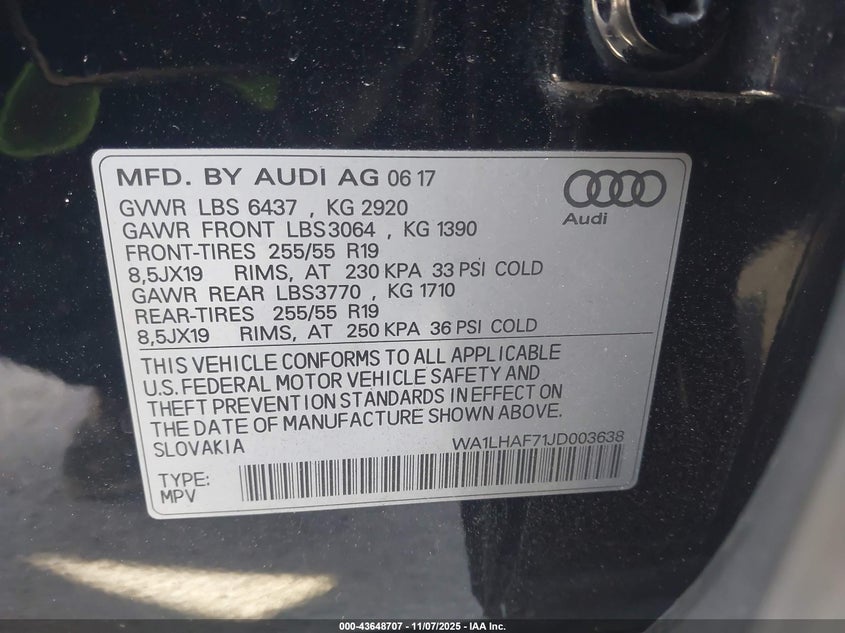 MFD. BY AUDI AG 06 17
GVWR LBS 6437 , KG 2920
GAWR FRONT LBS3064 , KG 1390
FRONT-TIRES 255/55 R19
8,5JX19 RIMS, AT 230 KPA 33 PSI COLD
GAWR REAR LBS3770 , KG 1710
REAR-TIRES 255/55 R19
8,5JX19 RIMS, AT 250 KPA 36 PSI COLD
Audi
THIS VEHICLE CONFORMS TO ALL APPLICABLE
U.S. FEDERAL MOTOR VEHICLE SAFETY AND
THEFT PREVENTION STANDARDS IN EFFECT ON
THE DATE OF MANUFACTURE SHOWN ABOVE.
SLOVAKIA WA1LHAF71JD003638
TYPE:
MPV
000-43648707 - 11/07/2025 - IAA Inc.